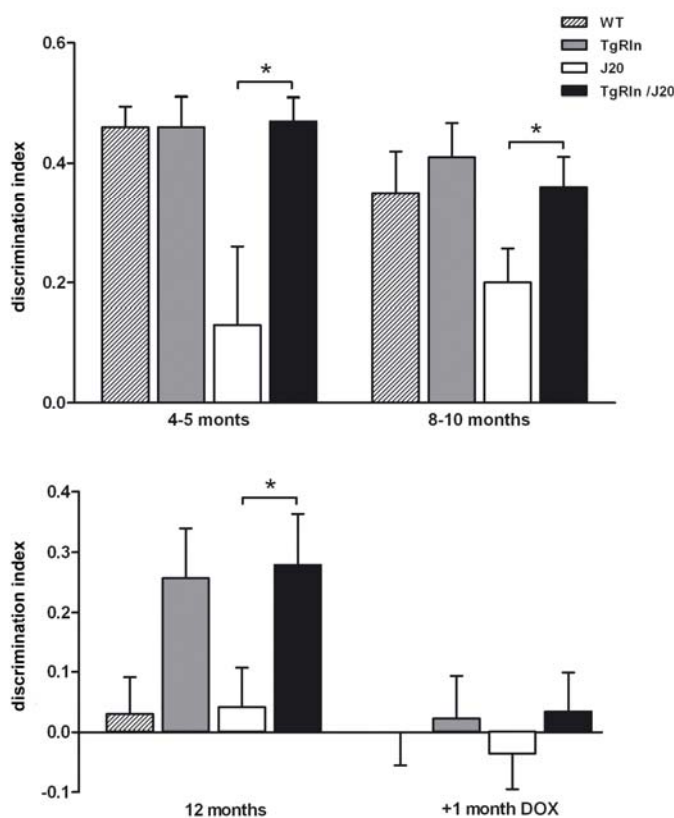 WT
TgRln
J20
TgRln /J20
discrimination index
0.6
0.4
0.2
0.0
*
*
4-5 monts
8-10 months
discrimination index
0.4
0.3
0.2
0.1
0.0
-0.1
*
12 months
+1 month DOX